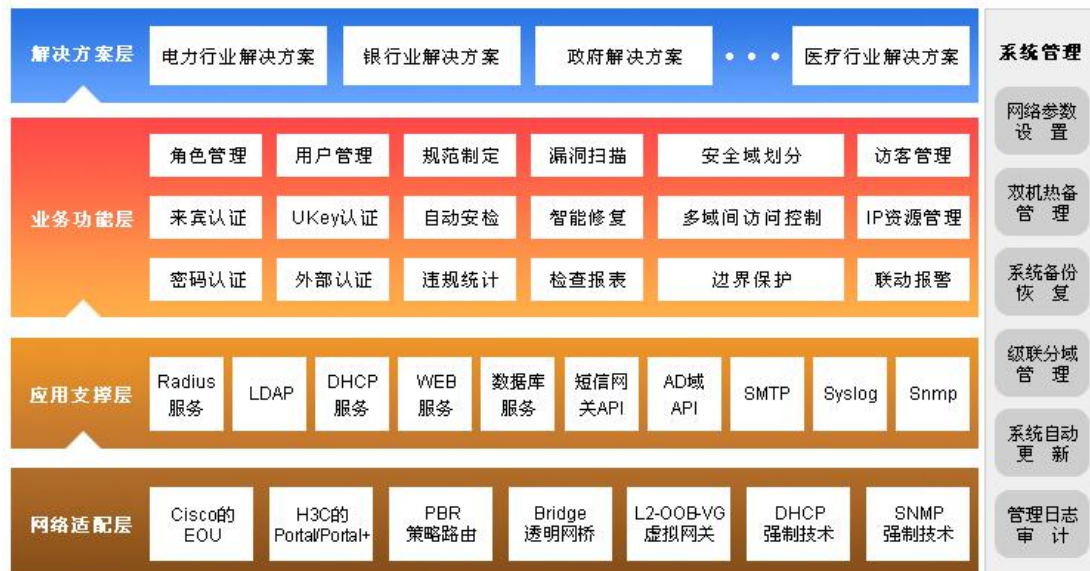 解决方案层
电力行业解决方案
银行业解决方案
政府解决方案
• • •
医疗行业解决方案
业务功能层
角色管理
用户管理
规范制定
漏洞扫描
安全域划分
访客管理
来宾认证
UKey认证
自动安检
智能修复
多域间访问控制
IP资源管理
密码认证
外部认证
违规统计
检查报表
边界保护
联动报警
应用支撑层
Radius
服务
LDAP
DHCP
服务
WEB
服务
数据库
服务
短信网
关API
AD域
API
SMTP
Syslog
Snmp
网络适配层
Cisco的
EOU
H3C的
Portal/Portal+
PBR
策略路由
Bridge
透明网桥
L2-OOB-VG
虚拟网关
DHCP
强制技术
SNMP
强制技术
系统管理
网络参数
设 置
双机热备
管 理
系统备份
恢 复
级联分域
管 理
系统自动
更 新
管理日志
审 计